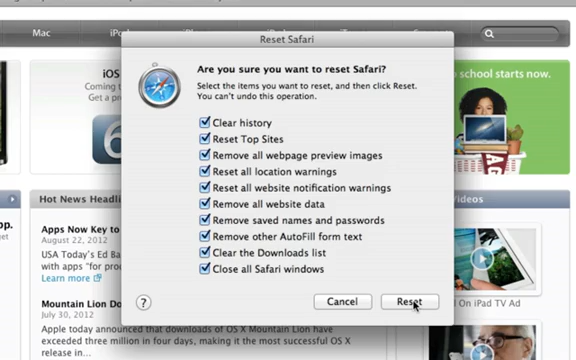 Mac
Reset Safari
Are you sure you want to reset Safari?
Select the items you want to reset, and then click Reset.
You can't undo this operation.
Clear history
Reset Top Sites
Remove all webpage preview images
Reset all location warnings
Reset all website notification warnings
Remove all website data
Remove saved names and passwords
Remove other AutoFill form text
Clear the Downloads list
Close all Safari windows
?
Cancel
Reset
iOS
Coming
Get a
6
school starts now.
Hot News Headli
Videos
Apps Now Key to
August 22, 2012
USA Today's Ed Ba
with apps "for pro
Learn more
Mountain Lion Do
July 30, 2012
Apple today announced that downloads of OS X Mountain Lion have
exceeded three million in four days, making it the most successful OS X
release in...
on iPad TV Ad